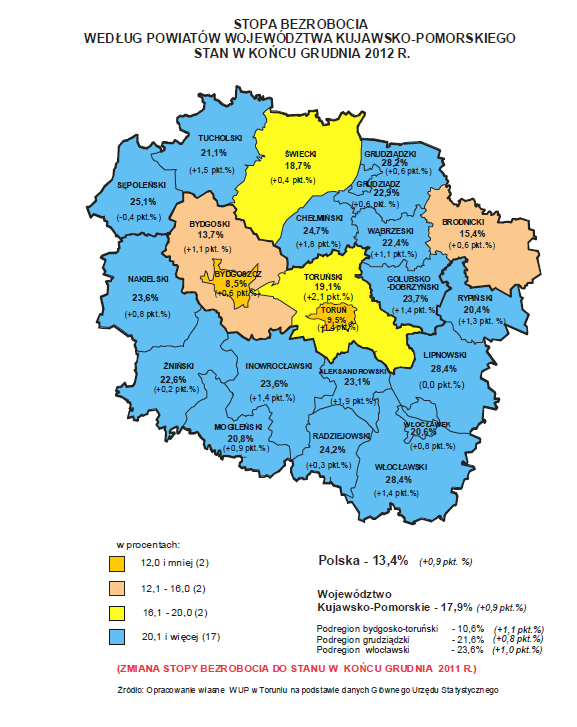 STOPA BEZROBOCIA
WEDŁUG POWIATÓW WOJEWÓDZTWA KUJAWSKO-POMORSKIEGO
STAN W KOŃCU GRUDNIA 2012 R.
TUCHOLSKI
21,1%
(+1,5 pkt.%)
ŚWIECKI
18,7%
(+0,4 pkt.%)
GRUDZIĄDZKI
28,2%
(+0,6 pkt.%)
GRUDZIĄDZ
22,9%
(+0,6 pkt.%)
SĘPOLEŃSKI
25,1%
(-0,4 pkt.%)
CHEŁMIŃSKI
24,7%
(+1,8 pkt.%)
BRODNICKI
15,4%
(+0,6 pkt.%)
BYDGOSKI
13,7%
(+1,1 pkt.%)
WĄBRZESKI
22,4%
(+1,1 pkt.%)
BYDGOSZCZ
8,5%
(+0,6 pkt.%)
TORUŃSKI
19,1%
(+2,1 pkt.%)
NAKIELSKI
23,6%
(+0,8 pkt.%)
GOLUBSKO
-DOBRZYŃSKI
23,7%
(+1,4 pkt.%)
RYPIŃSKI
20,4%
(+1,3 pkt.%)
TORUŃ
9,5%
(+1,4 pkt.%)
LIPNOWSKI
28,4%
(0,0 pkt.%)
ŻNIŃSKI
22,6%
(+0,2 pkt.%)
INOWROCŁAWSKI
23,6%
(+1,4 pkt.%)
ALEKSANDROWSKI
23,1%
(+1,9 pkt.%)
MOGILEŃSKI
20,8%
(+0,9 pkt.%)
RADZIEJOWSKI
24,2%
(+0,3 pkt.%)
WŁOCŁAWEK
20,6%
(+0,8 pkt.%)
WŁOCŁAWSKI
28,4%
(+1,4 pkt.%)
w procentach:
12,0 i mniej (2)
12,1 - 16,0 (2)
16,1 - 20,0 (2)
20,1 i więcej (17)
Polska - 13,4% (+0,9 pkt. %)
Województwo
Kujawsko-Pomorskie - 17,9% (+0,9 pkt.%)
Podregion bydgosko-toruński - 10,6% (+1,1 pkt.%)
Podregion grudziądzki - 21,6% (+0,8 pkt.%)
Podregion włocławski - 23,6% (+1,0 pkt.%)
(ZMIANA STOPY BEZROBOCIA DO STANU W KOŃCU GRUDNIA 2011 R.)
Źródło: Opracowanie własne WUP w Toruniu na podstawie danych Głównego Urzędu Statystycznego